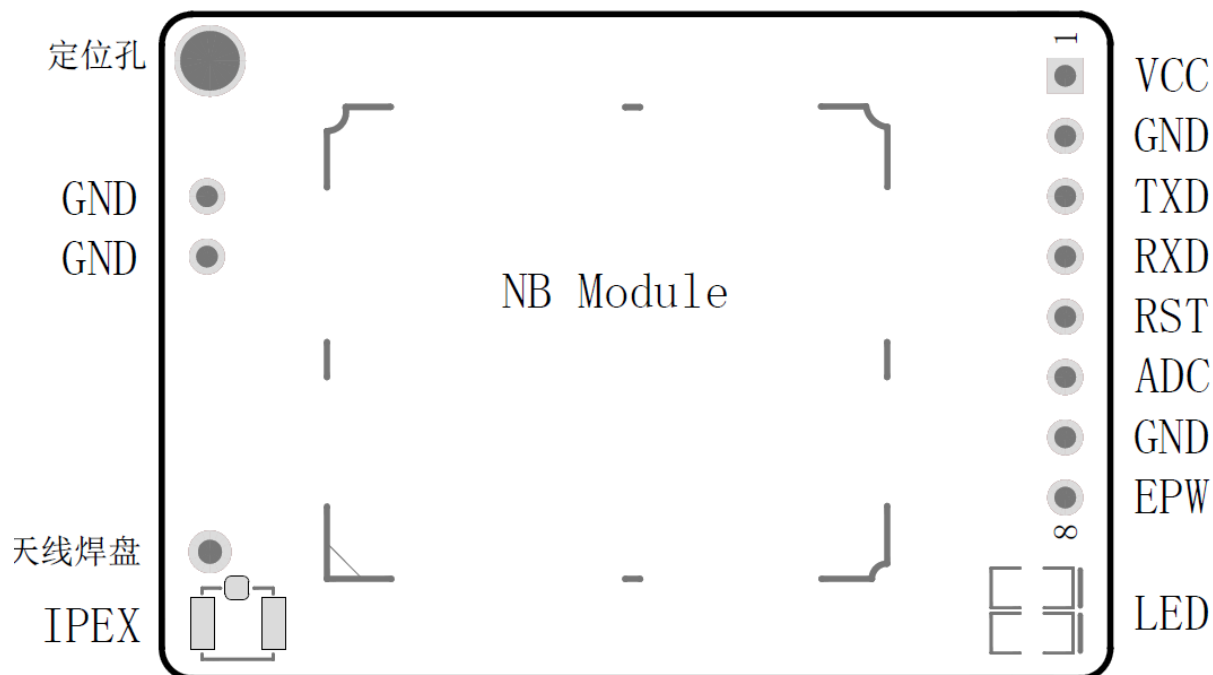 定位孔
1
VCC
GND
GND
TXD
GND
RXD
NB Module
RST
ADC
GND
EPW
8
天线焊盘
IPEX
LED